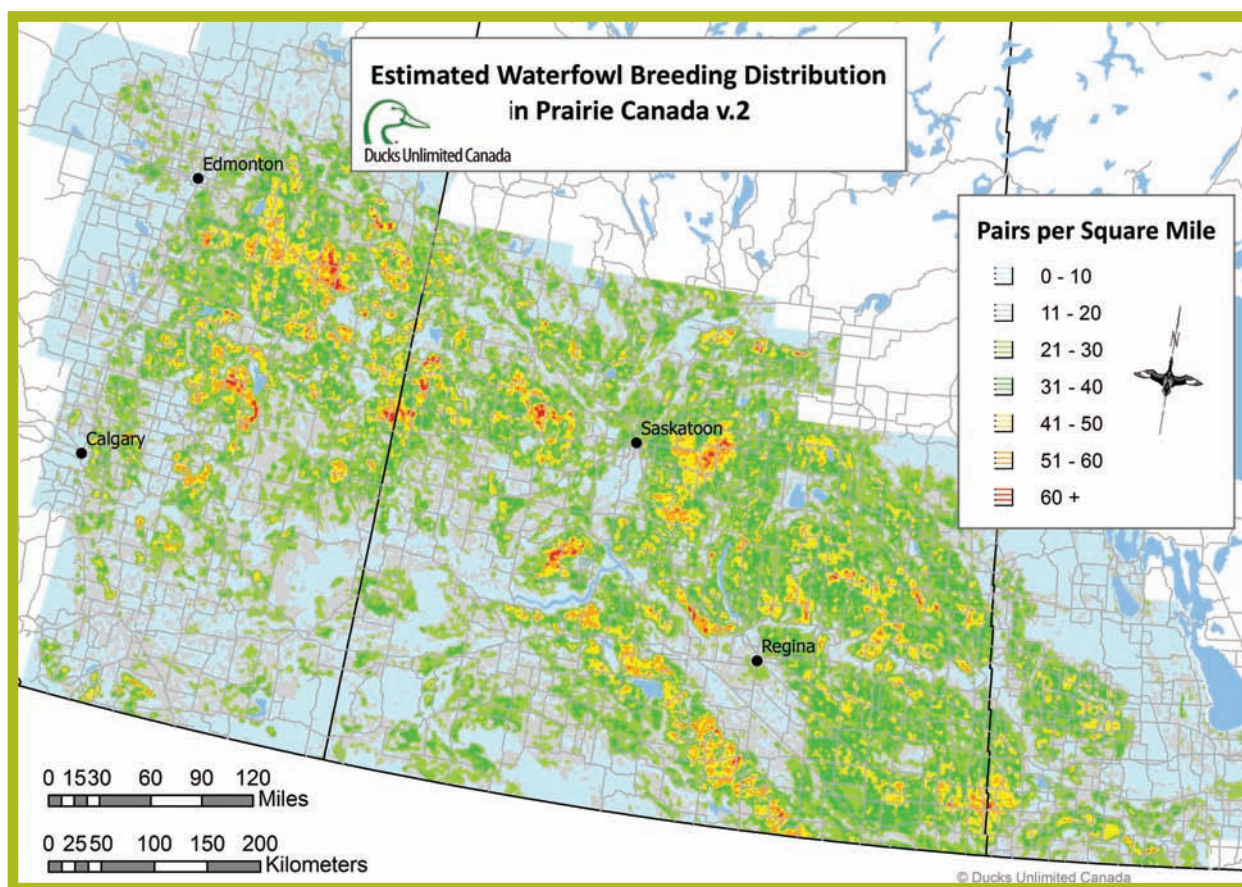 Estimated Waterfowl Breeding Distribution
in Prairie Canada v.2
Ducks Unlimited Canada
Edmonton
Pairs per Square Mile
0 - 10
11 - 20
21 - 30
31 - 40
41 - 50
51 - 60
60 +
N
Calgary
Saskatoon
Regina
0 15 30 60 90 120
Miles
0 25 50 100 150 200
Kilometers
© Ducks Unlimited Canada